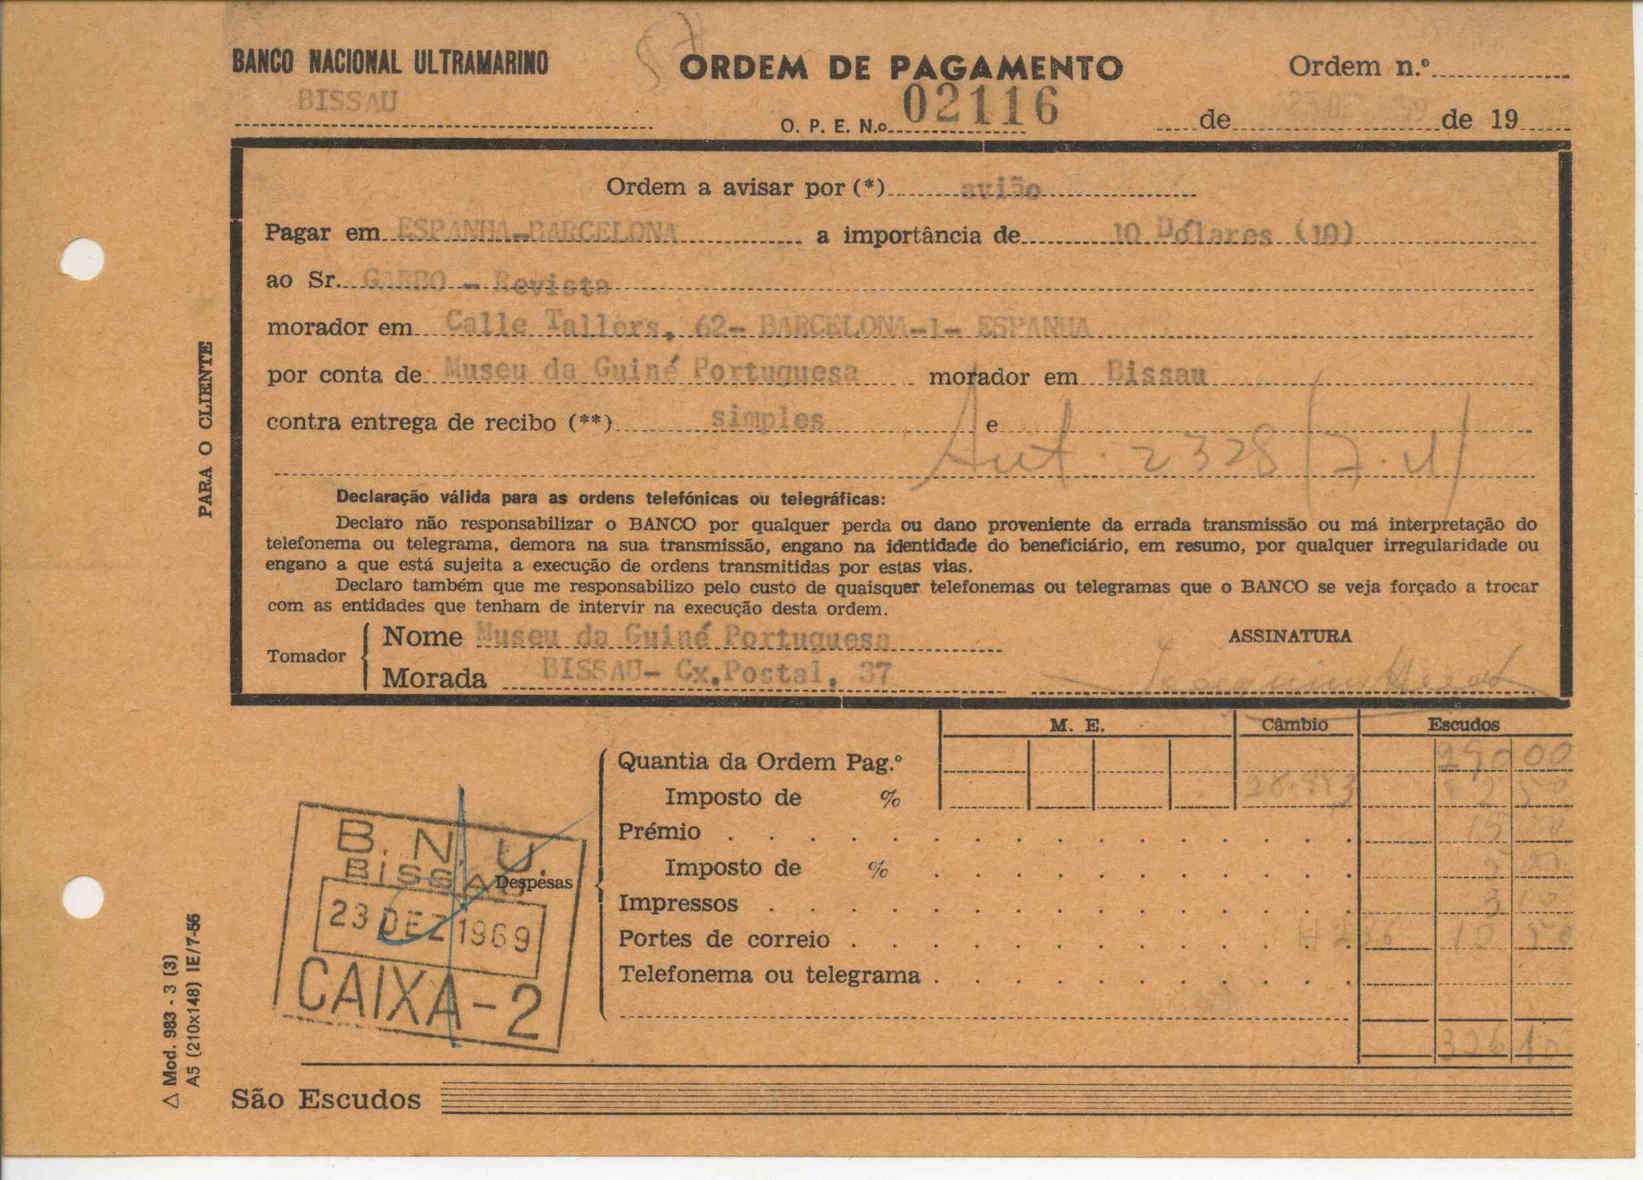 BANCO NACIONAL ULTRAMARINO
BISSAU
ORDEM DE PAGAMENTO
O. P. E. N.º 02116
Ordem n.º
de de 19
Ordem a avisar por (*) avião
Pagar em ESPANHA-BARCELONA a importância de 10 Dólares (10)
ao Sr. GARBO - Revista
morador em Calle Tallers, 62- BARCELONA-1- ESPANHA
por conta de Museu da Guiné Portuguesa morador em Bissau
contra entrega de recibo (**) simples e
Aut. 2328
Declaração válida para as ordens telefónicas ou telegráficas:
Declaro não responsabilizar o BANCO por qualquer perda ou dano proveniente da errada transmissão ou má interpretação do
telefonema ou telegrama, demora na sua transmissão, engano na identidade do beneficiário, em resumo, por qualquer irregularidade ou
engano a que está sujeita a execução de ordens transmitidas por estas vias.
Declaro também que me responsabilizo pelo custo de quaisquer telefonemas ou telegramas que o BANCO se veja forçado a trocar
com as entidades que tenham de intervir na execução desta ordem.
Tomador
Nome Museu da Guiné Portuguesa
Morada BISSAU- Cx.Postal, 37
ASSINATURA
PARA O CLIENTE
M. E. Câmbio Escudos
Despesas
Quantia da Ordem Pag.º 290 00
Imposto de %
Prémio
Imposto de %
Impressos
Portes de correio
Telefonema ou telegrama
B. N. U.
BISSAU
23 DEZ 1969
CAIXA-2
São Escudos
△ Mod. 983 - 3 (3)
A5 (210x148) IE/7-55